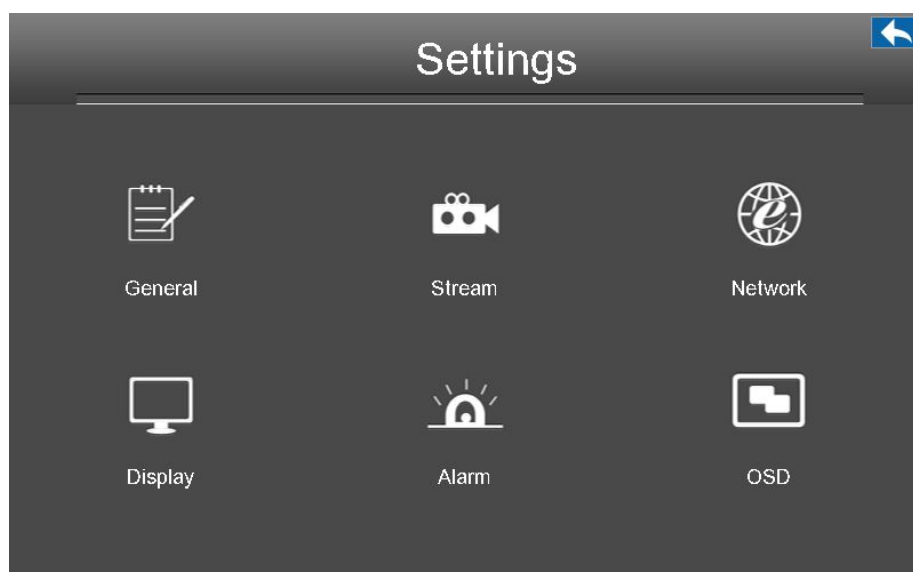 Settings
General
Stream
Network
Display
Alarm
OSD